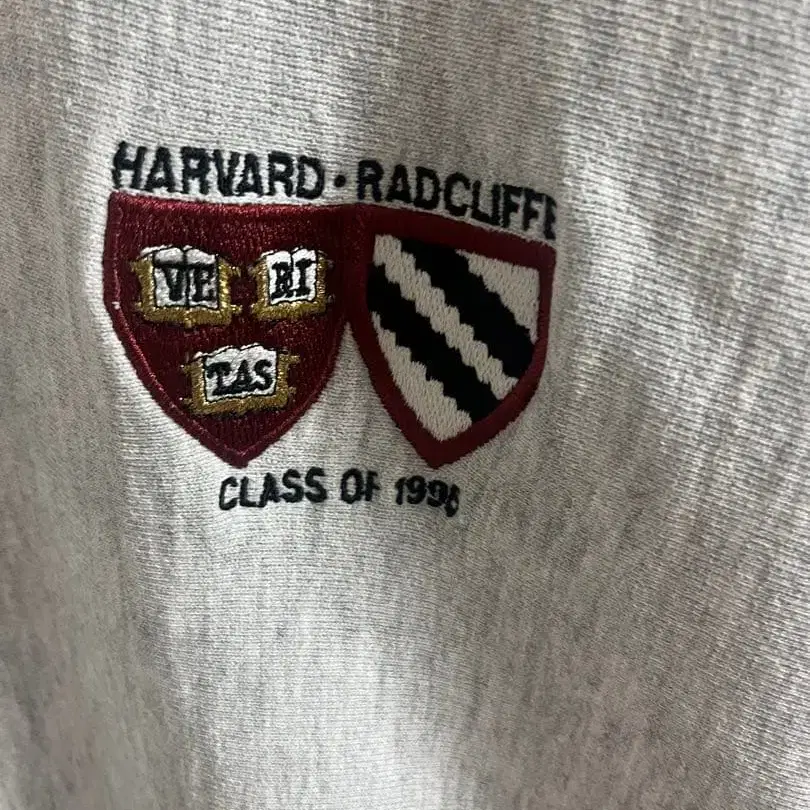 HARVARD · RADCLIFFE
VE RI
TAS
CLASS OF